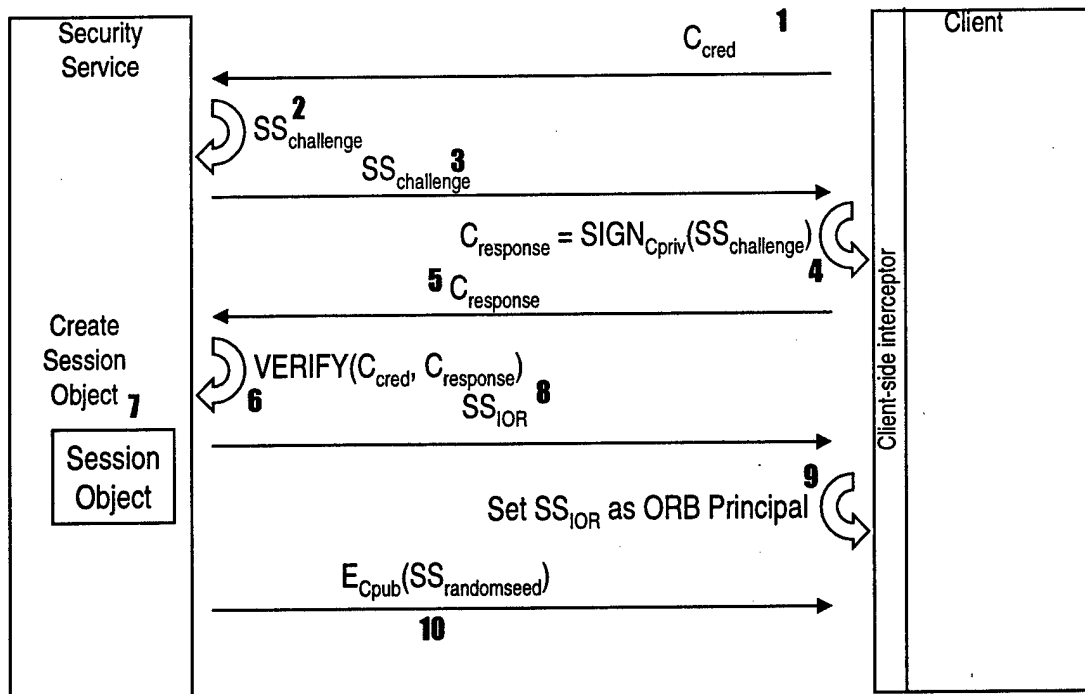 Security
Service
1
C_cred
Client
2
SS_challenge
3
SS_challenge
C_response = SIGN_Cpriv(SS_challenge)
4
5 C_response
Create
Session
Object 7
VERIFY(C_cred, C_response)
6
8
SS_IOR
Client-side interceptor
Session
Object
9
Set SS_IOR as ORB Principal
E_Cpub(SS_randomseed)
10